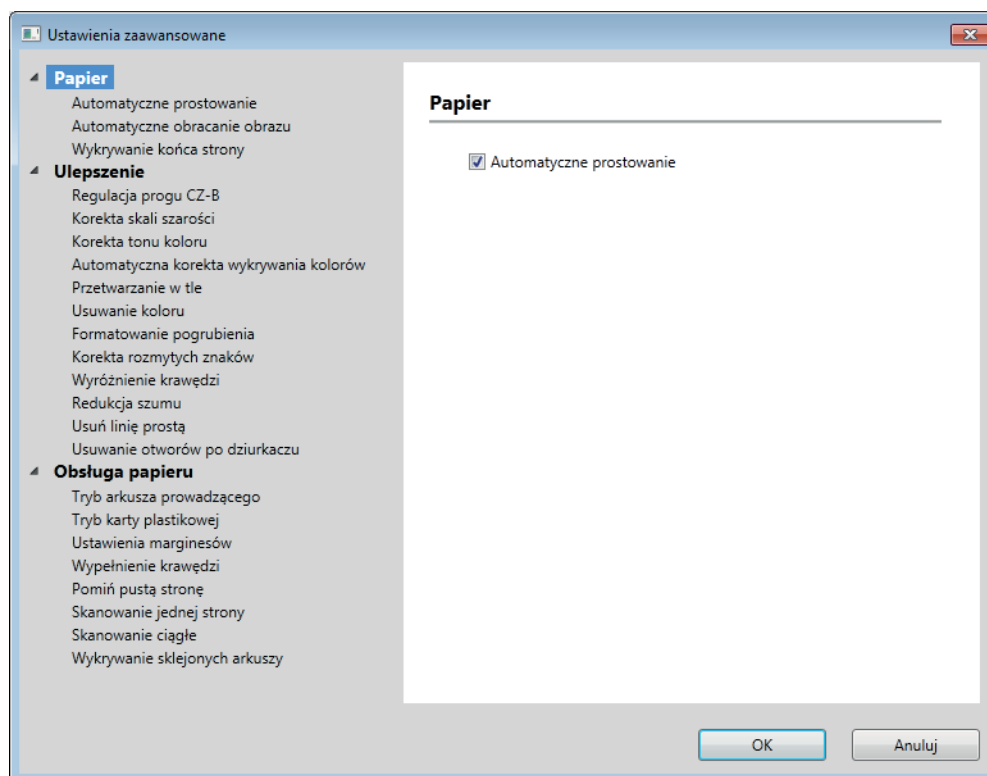 Ustawienia zaawansowane
Papier
Automatyczne prostowanie
Automatyczne obracanie obrazu
Wykrywanie końca strony
Ulepszenie
Regulacja progu CZ-B
Korekta skali szarości
Korekta tonu koloru
Automatyczna korekta wykrywania kolorów
Przetwarzanie w tle
Usuwanie koloru
Formatowanie pogrubienia
Korekta rozmytych znaków
Wyróżnienie krawędzi
Redukcja szumu
Usuń linię prostą
Usuwanie otworów po dziurkaczu
Obsługa papieru
Tryb arkusza prowadzącego
Tryb karty plastikowej
Ustawienia marginesów
Wypełnienie krawędzi
Pomiń pustą stronę
Skanowanie jednej strony
Skanowanie ciągłe
Wykrywanie sklejonych arkuszy
Papier
Automatyczne prostowanie
OK
Anuluj